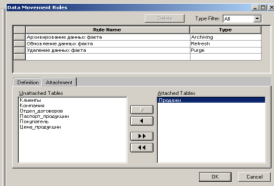 Data Movement Rules
Delete
Type Filter: All
Rule Name Type
Архивирование данных факта Archiving
Обновление данных факта Refresh
Удаление данных факта Purge
Definition Attachment
Unattached Tables
Attached Tables
Клиенты
Компания
Отдел_договоров
Паспорт_продукции
Покупатель
Цена_продукции
Продажи
OK Cancel